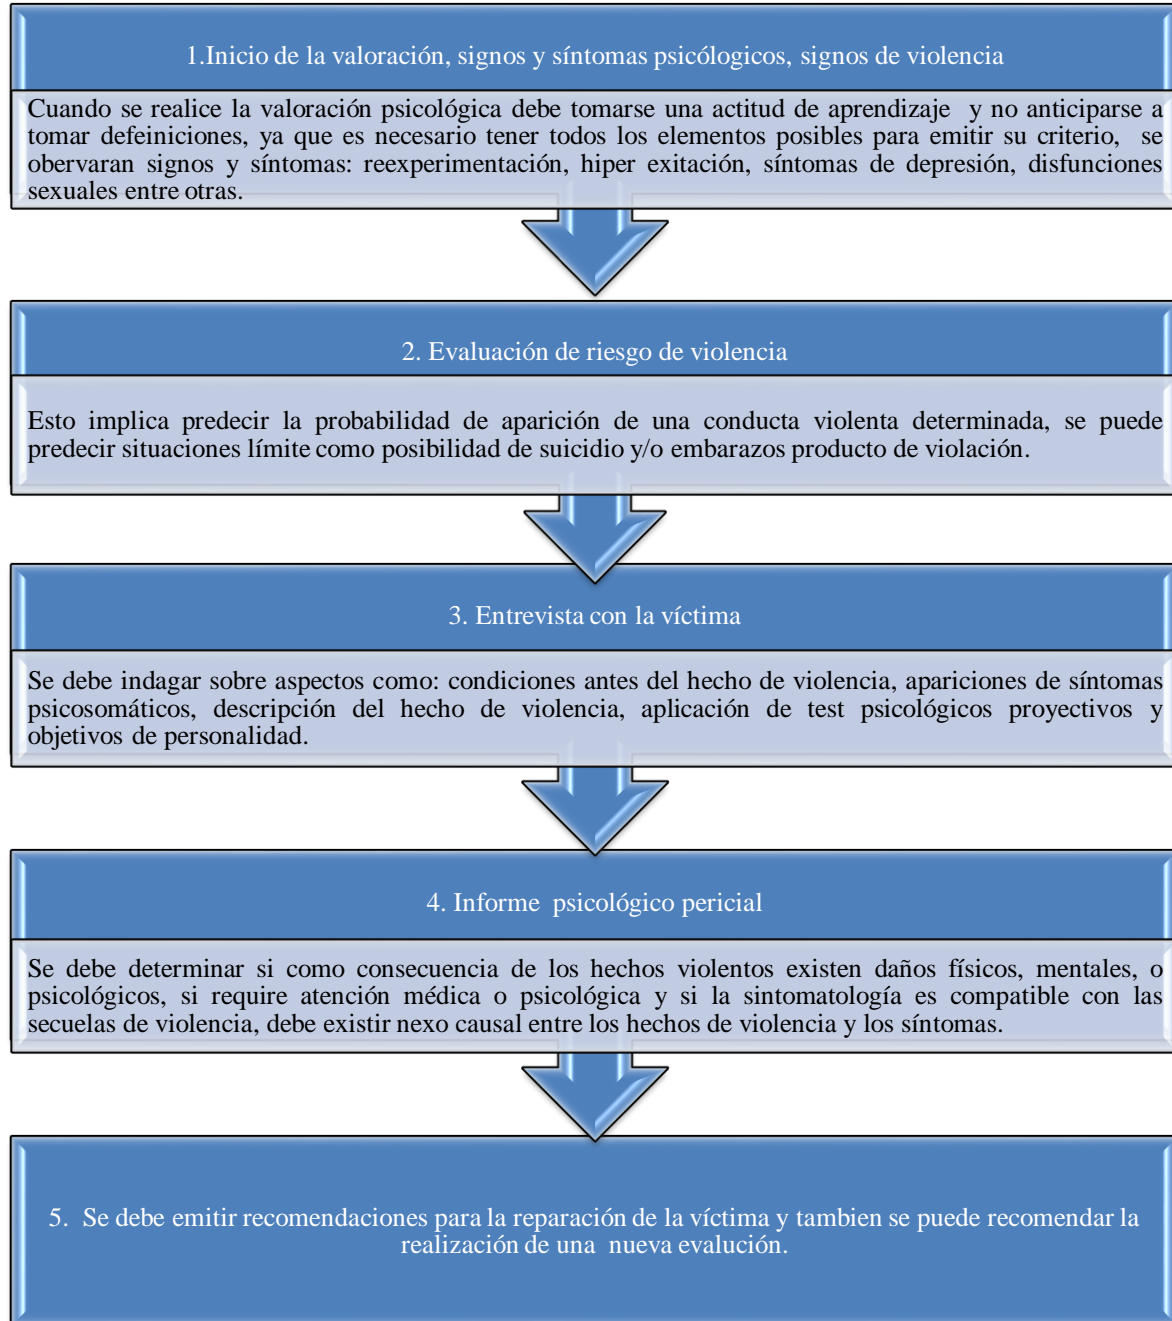 1.Inicio de la valoración, signos y síntomas psicólogicos, signos de violencia
Cuando se realice la valoración psicológica debe tomarse una actitud de aprendizaje y no anticiparse a
tomar defeiniciones, ya que es necesario tener todos los elementos posibles para emitir su criterio, se
obervaran signos y síntomas: reexperimentación, hiper exitación, síntomas de depresión, disfunciones
sexuales entre otras.
2. Evaluación de riesgo de violencia
Esto implica predecir la probabilidad de aparición de una conducta violenta determinada, se puede
predecir situaciones límite como posibilidad de suicidio y/o embarazos producto de violación.
3. Entrevista con la víctima
Se debe indagar sobre aspectos como: condiciones antes del hecho de violencia, apariciones de síntomas
psicosomáticos, descripción del hecho de violencia, aplicación de test psicológicos proyectivos y
objetivos de personalidad.
4. Informe psicológico pericial
Se debe determinar si como consecuencia de los hechos violentos existen daños físicos, mentales, o
psicológicos, si require atención médica o psicológica y si la sintomatología es compatible con las
secuelas de violencia, debe existir nexo causal entre los hechos de violencia y los síntomas.
5. Se debe emitir recomendaciones para la reparación de la víctima y tambien se puede recomendar la
realización de una nueva evalución.